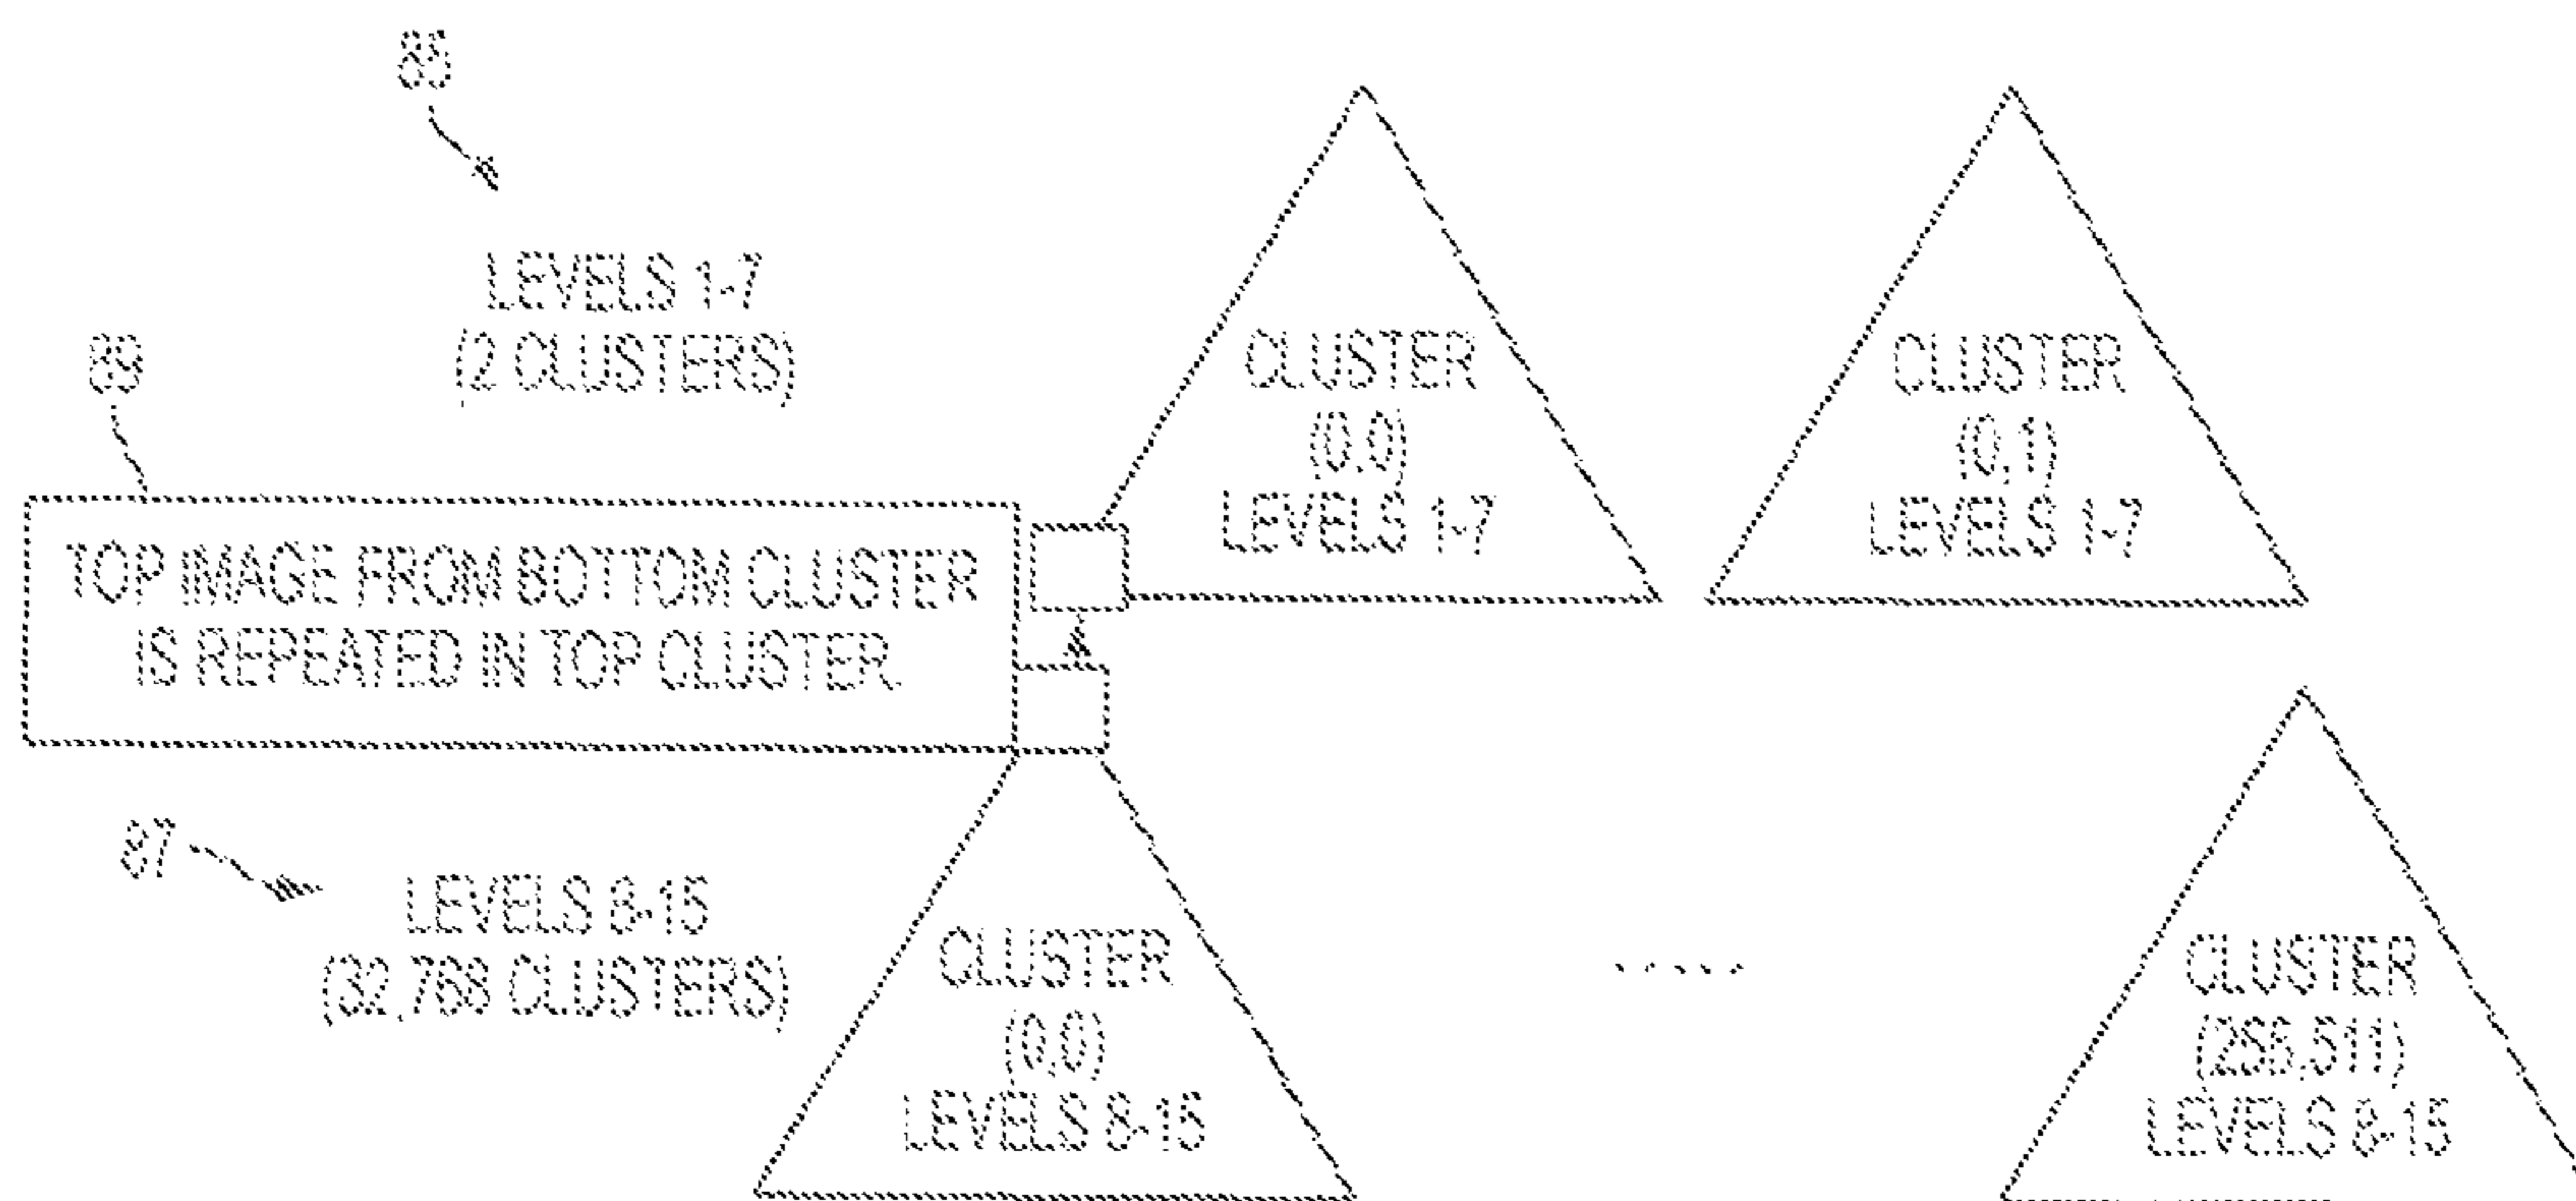 85
LEVELS 1-7
(2 CLUSTERS)
CLUSTER
(0,0)
LEVELS 1-7
CLUSTER
(0,1)
LEVELS 1-7
89
TOP IMAGE FROM BOTTOM CLUSTER
IS REPEATED IN TOP CLUSTER
87
LEVELS 8-15
(32,768 CLUSTERS)
CLUSTER
(0,0)
LEVELS 8-15
.....
CLUSTER
LEVELS 8-15